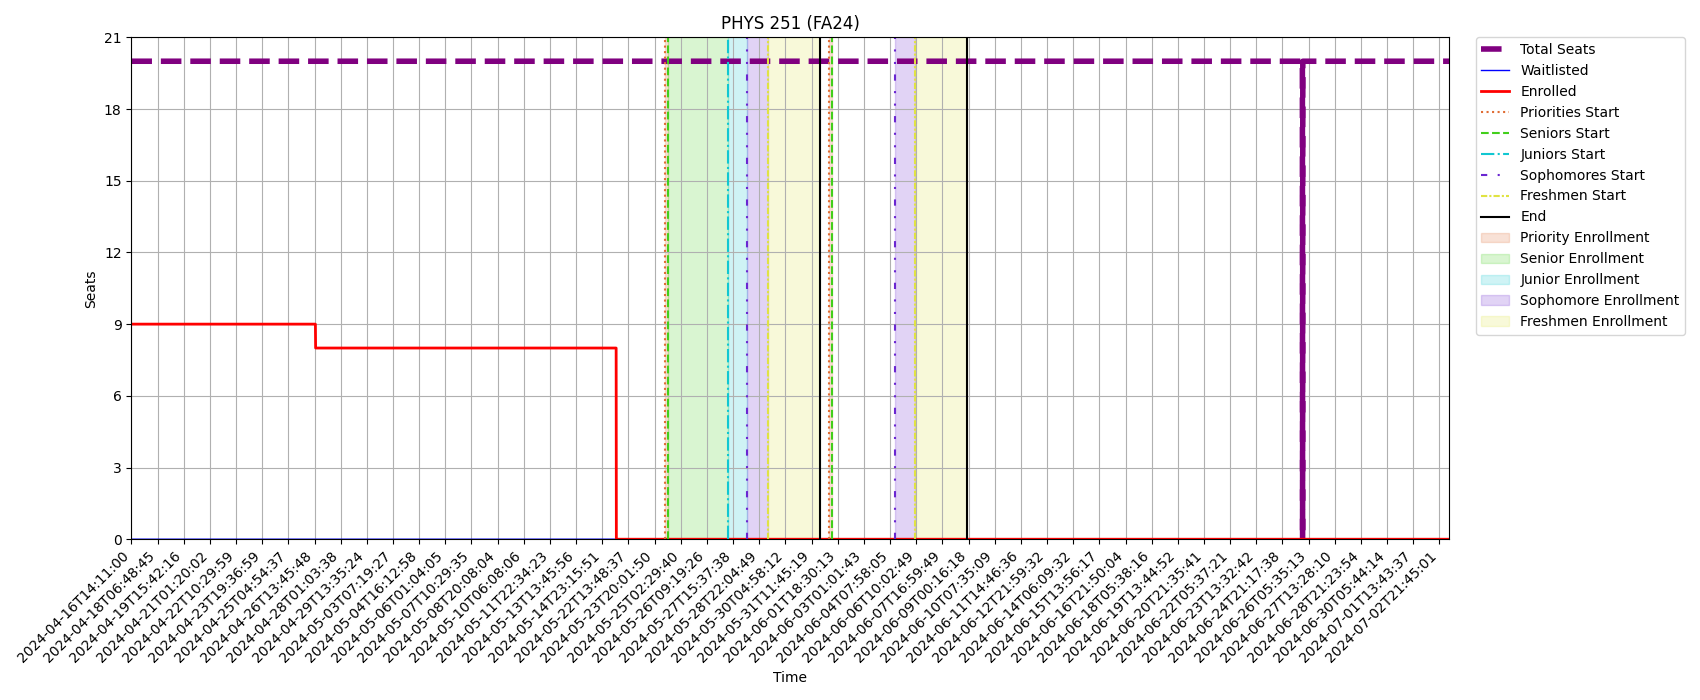 PHYS 251 (FA24)
Seats
21
18
15
12
9
6
3
0
2024-04-16T14:11:00
2024-04-18T06:48:45
2024-04-19T15:42:16
2024-04-21T01:20:02
2024-04-22T10:29:59
2024-04-23T19:36:59
2024-04-25T04:54:37
2024-04-26T13:45:48
2024-04-28T01:03:38
2024-04-29T13:35:24
2024-05-03T07:19:27
2024-05-04T16:12:58
2024-05-06T01:04:05
2024-05-07T10:29:35
2024-05-08T20:08:04
2024-05-10T06:08:06
2024-05-11T22:34:23
2024-05-13T13:45:56
2024-05-14T23:15:51
2024-05-22T13:48:37
2024-05-23T20:01:50
2024-05-25T02:29:40
2024-05-26T09:19:26
2024-05-27T15:37:38
2024-05-28T22:04:49
2024-05-30T04:58:12
2024-05-31T11:45:19
2024-06-01T18:30:13
2024-06-03T01:01:43
2024-06-04T07:58:05
2024-06-06T10:02:49
2024-06-07T16:59:49
2024-06-09T00:16:18
2024-06-10T07:35:09
2024-06-11T14:46:36
2024-06-12T21:59:32
2024-06-14T06:09:32
2024-06-15T13:56:17
2024-06-16T21:50:04
2024-06-18T05:38:16
2024-06-19T13:44:52
2024-06-20T21:35:41
2024-06-22T05:37:21
2024-06-23T13:32:42
2024-06-24T21:17:38
2024-06-26T05:35:13
2024-06-27T13:28:10
2024-06-28T21:23:54
2024-06-30T05:44:14
2024-07-01T13:43:37
2024-07-02T21:45:01
Time
Total Seats
Waitlisted
Enrolled
Priorities Start
Seniors Start
Juniors Start
Sophomores Start
Freshmen Start
End
Priority Enrollment
Senior Enrollment
Junior Enrollment
Sophomore Enrollment
Freshmen Enrollment